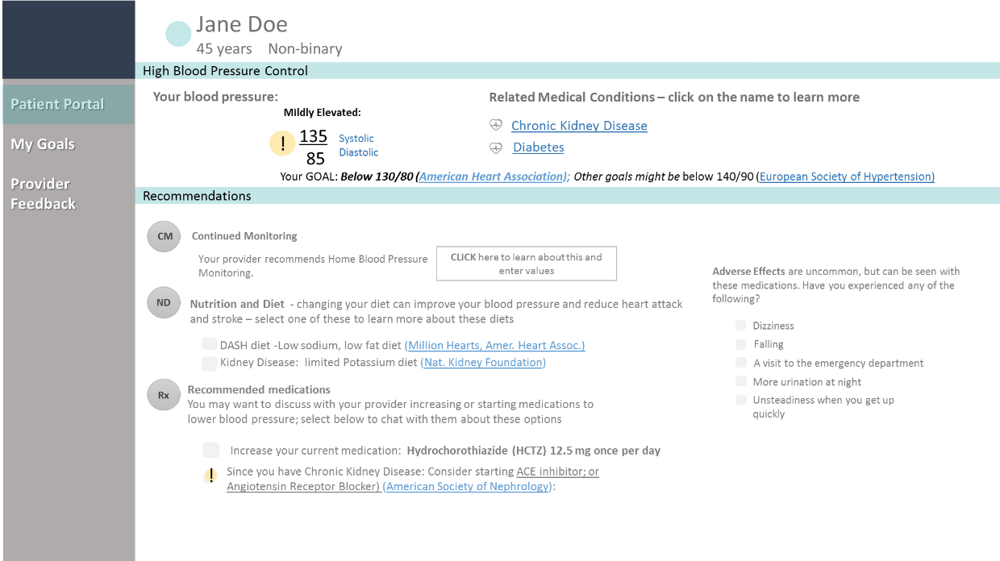 Jane Doe
45 years Non-binary
High Blood Pressure Control
Patient Portal
My Goals
Provider
Feedback
Your blood pressure:
Mildly Elevated:
! 135 Systolic
85 Diastolic
Related Medical Conditions – click on the name to learn more
Chronic Kidney Disease
Diabetes
Your GOAL: Below 130/80 (American Heart Association); Other goals might be below 140/90 (European Society of Hypertension)
Recommendations
CM Continued Monitoring
Your provider recommends Home Blood Pressure
Monitoring.
CLICK here to learn about this and
enter values
ND Nutrition and Diet - changing your diet can improve your blood pressure and reduce heart attack
and stroke – select one of these to learn more about these diets
DASH diet -Low sodium, low fat diet (Million Hearts, Amer. Heart Assoc.)
Kidney Disease: limited Potassium diet (Nat. Kidney Foundation)
Rx Recommended medications
You may want to discuss with your provider increasing or starting medications to
lower blood pressure; select below to chat with them about these options
Increase your current medication: Hydrochorothiazide (HCTZ) 12.5 mg once per day
! Since you have Chronic Kidney Disease: Consider starting ACE inhibitor; or
Angiotensin Receptor Blocker) (American Society of Nephrology):
Adverse Effects are uncommon, but can be seen with
these medications. Have you experienced any of the
following?
Dizziness
Falling
A visit to the emergency department
More urination at night
Unsteadiness when you get up
quickly